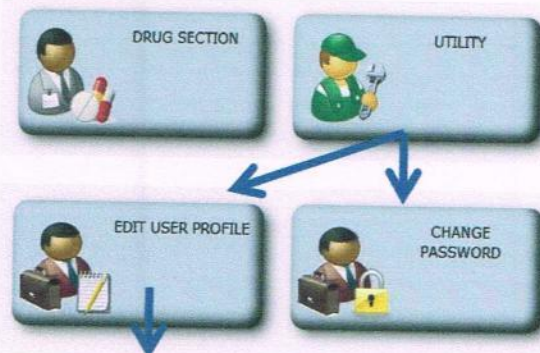 DRUG SECTION
UTILITY
EDIT USER PROFILE
CHANGE
PASSWORD